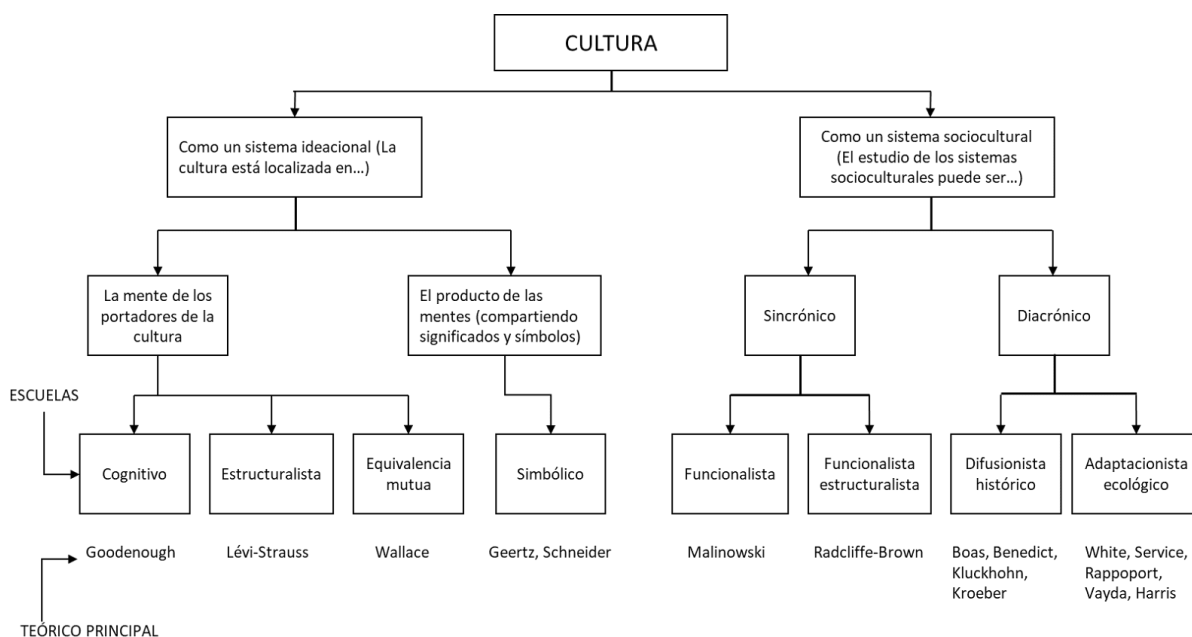 CULTURA
Como un sistema ideacional (La
cultura está localizada en...)
Como un sistema sociocultural
(El estudio de los sistemas
socioculturales puede ser...)
La mente de los
portadores de la
cultura
El producto de las
mentes (compartiendo
significados y símbolos)
Sincrónico
Diacrónico
ESCUELAS
Cognitivo
Estructuralista
Equivalencia
mutua
Simbólico
Funcionalista
Funcionalista
estructuralista
Difusionista
histórico
Adaptacionista
ecológico
Goodenough
Lévi-Strauss
Wallace
Geertz, Schneider
Malinowski
Radcliffe-Brown
Boas, Benedict,
Kluckhohn,
Kroeber
White, Service,
Rappoport,
Vayda, Harris
TEÓRICO PRINCIPAL